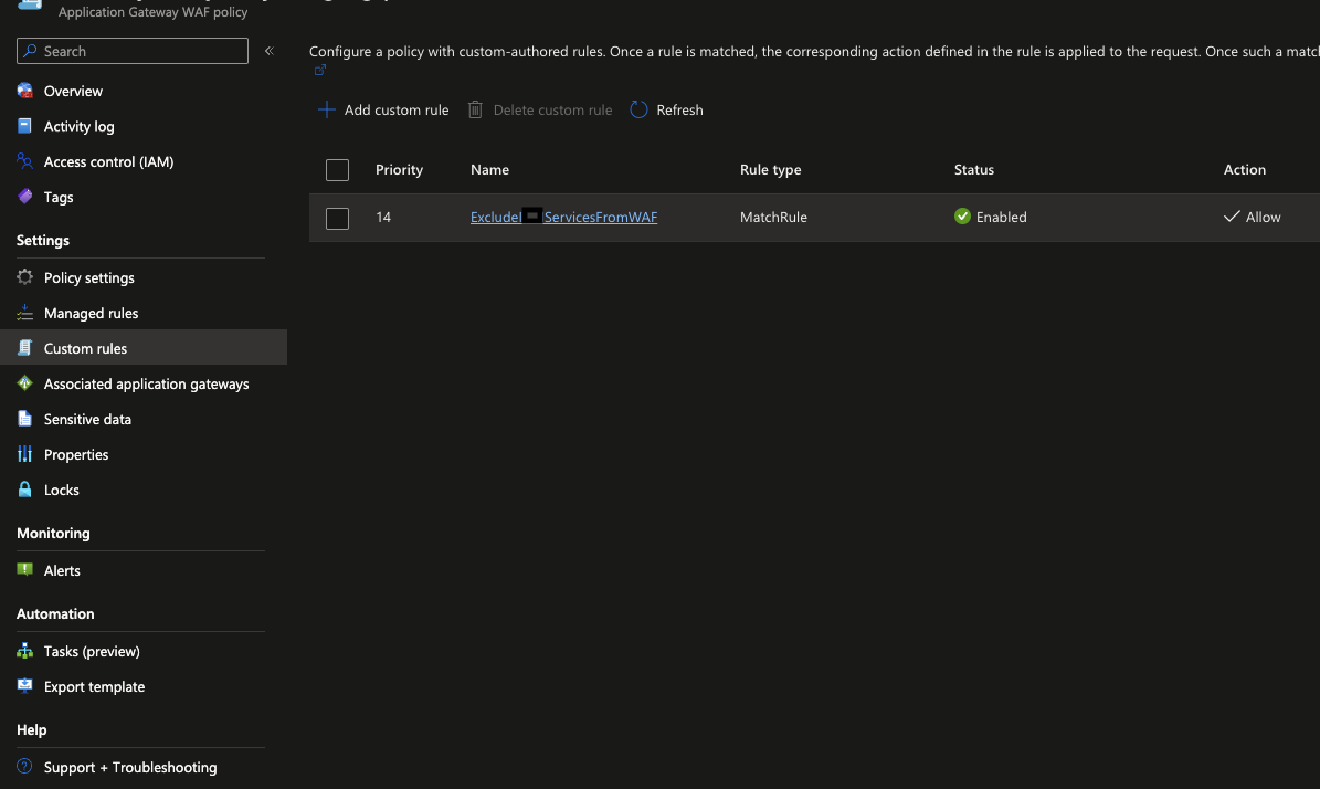 Application Gateway WAF policy
Search
«
Configure a policy with custom-authored rules. Once a rule is matched, the corresponding action defined in the rule is applied to the request. Once such a match
Overview
Activity log
Access control (IAM)
Tags
Settings
Policy settings
Managed rules
Custom rules
Associated application gateways
Sensitive data
Properties
Locks
Monitoring
Alerts
Automation
Tasks (preview)
Export template
Help
Support + Troubleshooting
Add custom rule Delete custom rule Refresh
Priority Name Rule type Status Action
14 Exclude ServicesFromWAF MatchRule Enabled Allow